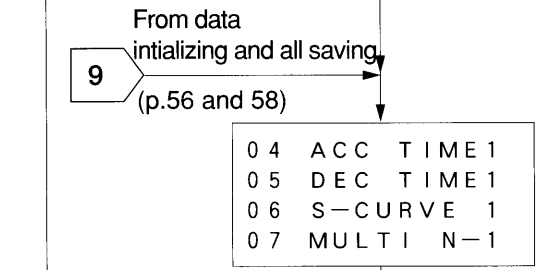 From data
intializing and all saving
9
(p.56 and 58)
04 ACC TIME1
05 DEC TIME1
06 S−CURVE 1
07 MULTI N−1